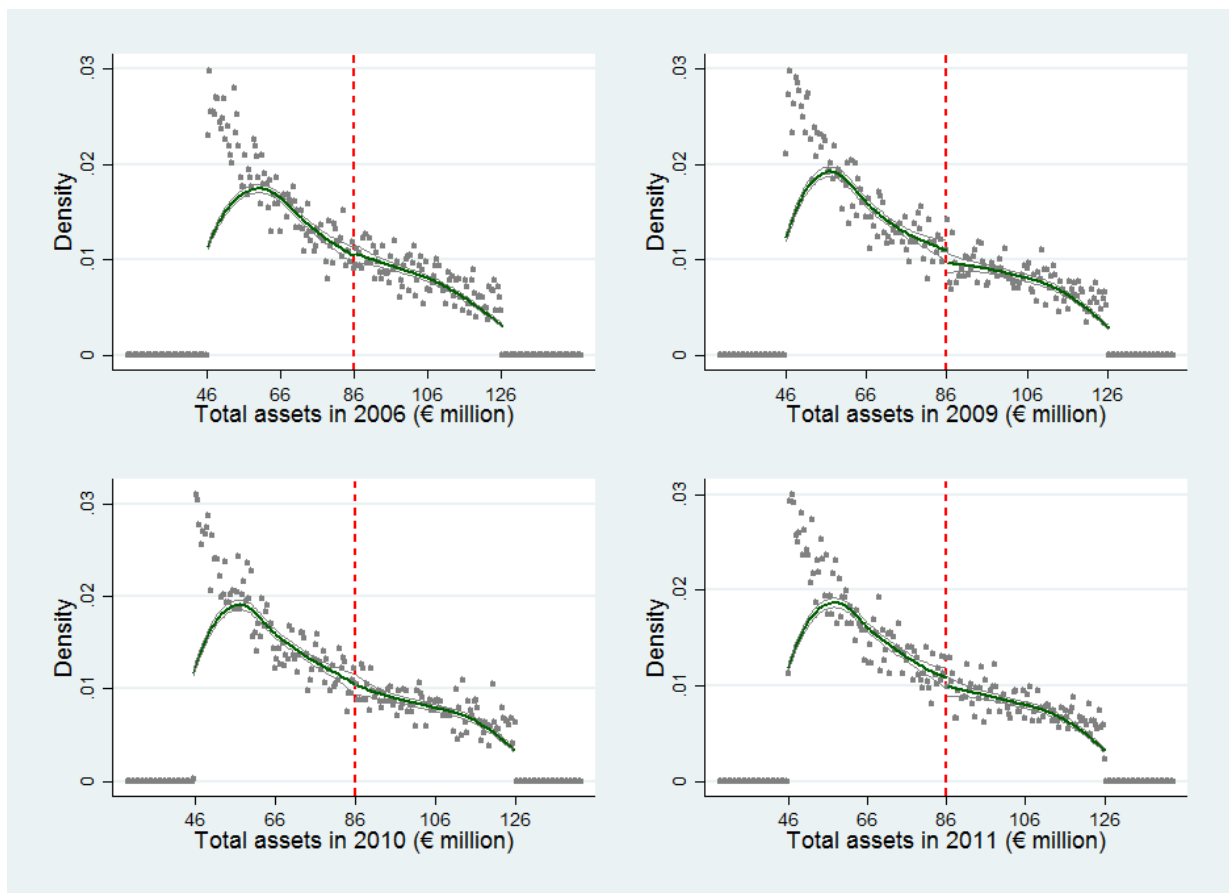 .03
.02
.01
0
Density
46 66 86 106 126
Total assets in 2006 (€ million)
.03
.02
.01
0
Density
46 66 86 106 126
Total assets in 2009 (€ million)
.03
.02
.01
0
Density
46 66 86 106 126
Total assets in 2010 (€ million)
.03
.02
.01
0
Density
46 66 86 106 126
Total assets in 2011 (€ million)